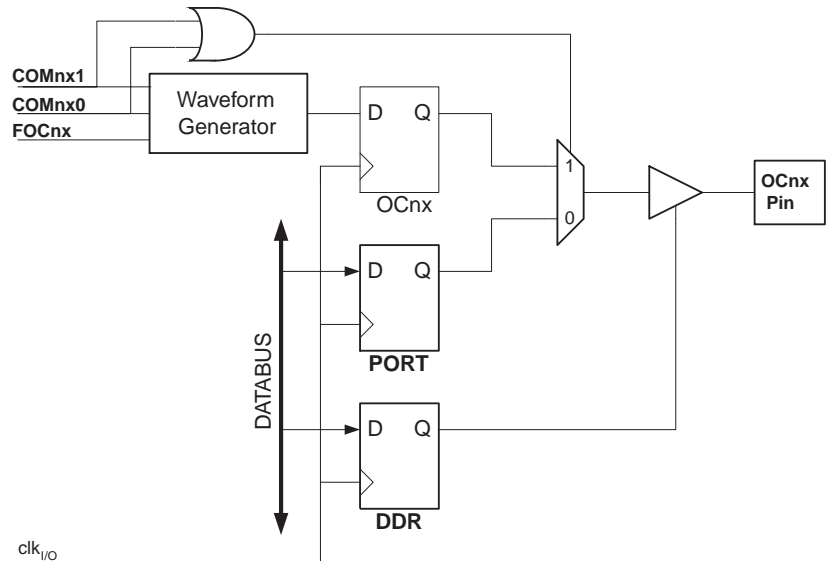 COMnx1
COMnx0
FOCnx
Waveform
Generator
D Q
OCnx
1
0
OCnx
Pin
D Q
PORT
D Q
DDR
DATABUS
clkI/O